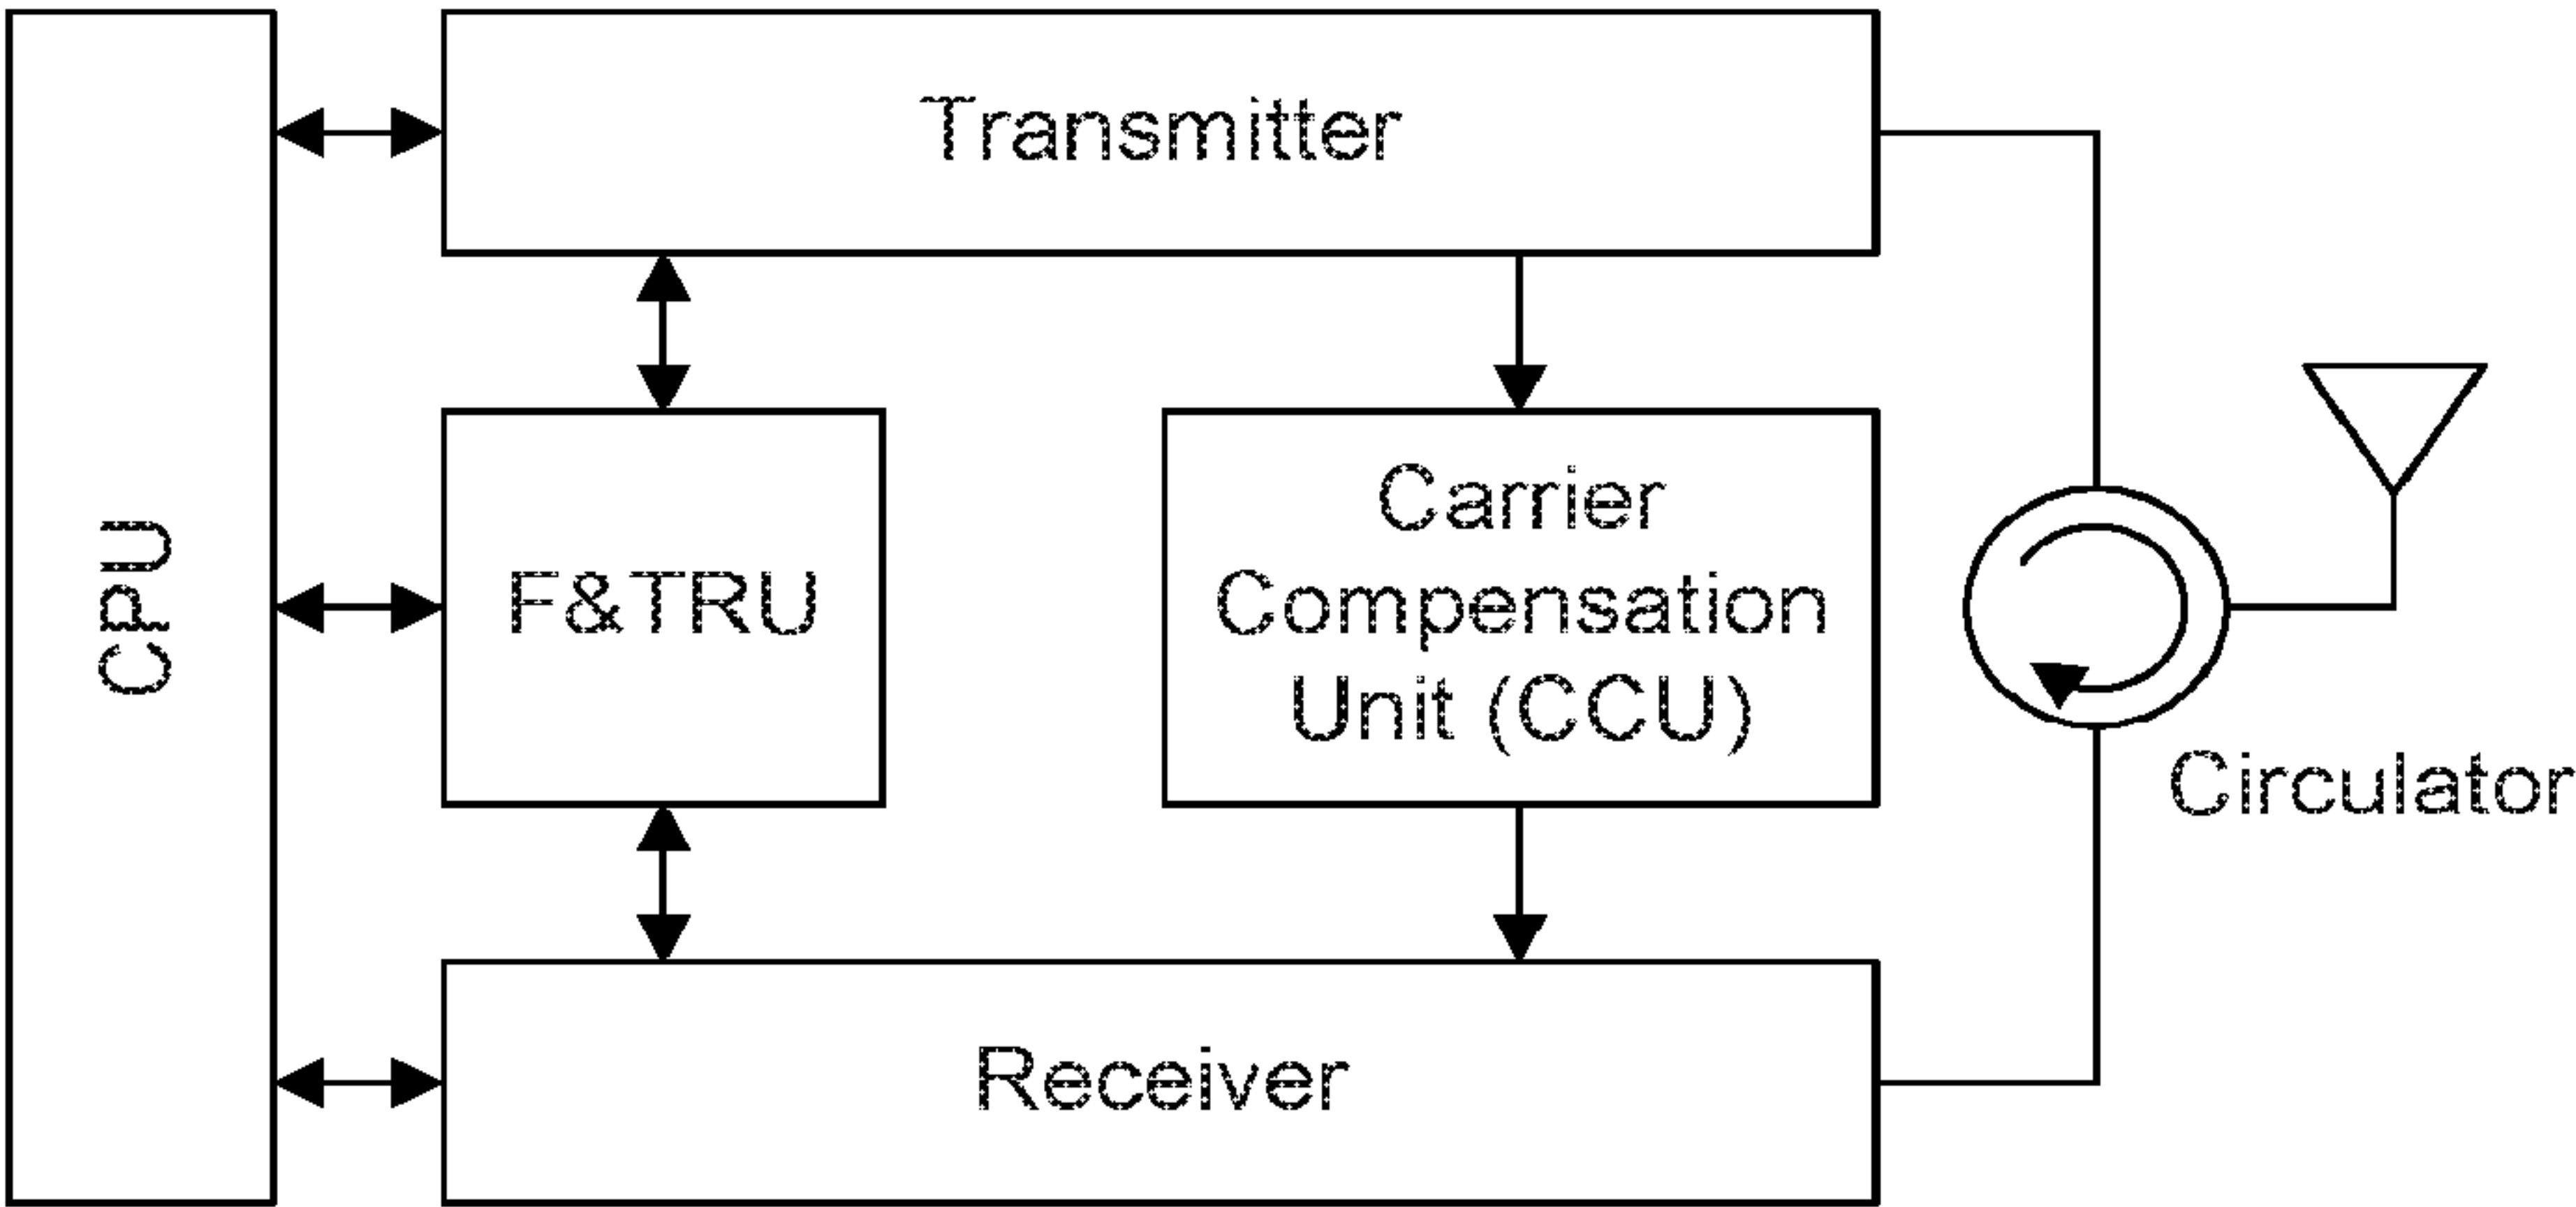 Transmitter
CPU
F&TRU
Carrier
Compensation
Unit (CCU)
Circulator
Receiver